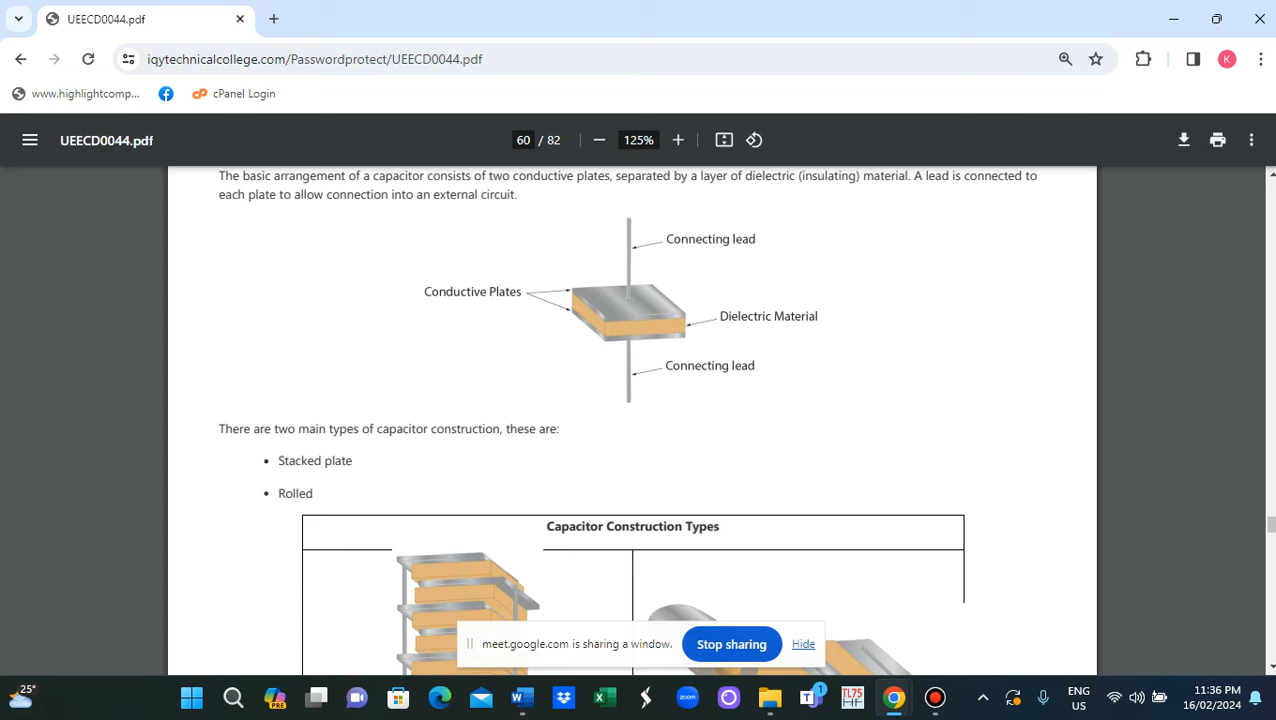 UEECD0044.pdf
iqytechnicalcollege.com/Passwordprotect/UEECD0044.pdf
K
www.highlightcomp...
cPanel Login
UEECD0044.pdf
60 / 82
125%
The basic arrangement of a capacitor consists of two conductive plates, separated by a layer of dielectric (insulating) material. A lead is connected to
each plate to allow connection into an external circuit.
Connecting lead
Conductive Plates
Dielectric Material
Connecting lead
There are two main types of capacitor construction, these are:
• Stacked plate
• Rolled
Capacitor Construction Types
meet.google.com is sharing a window.
Stop sharing
Hide
25°
PRE
zoom
1
TL75
ENG
US
11:36 PM
16/02/2024